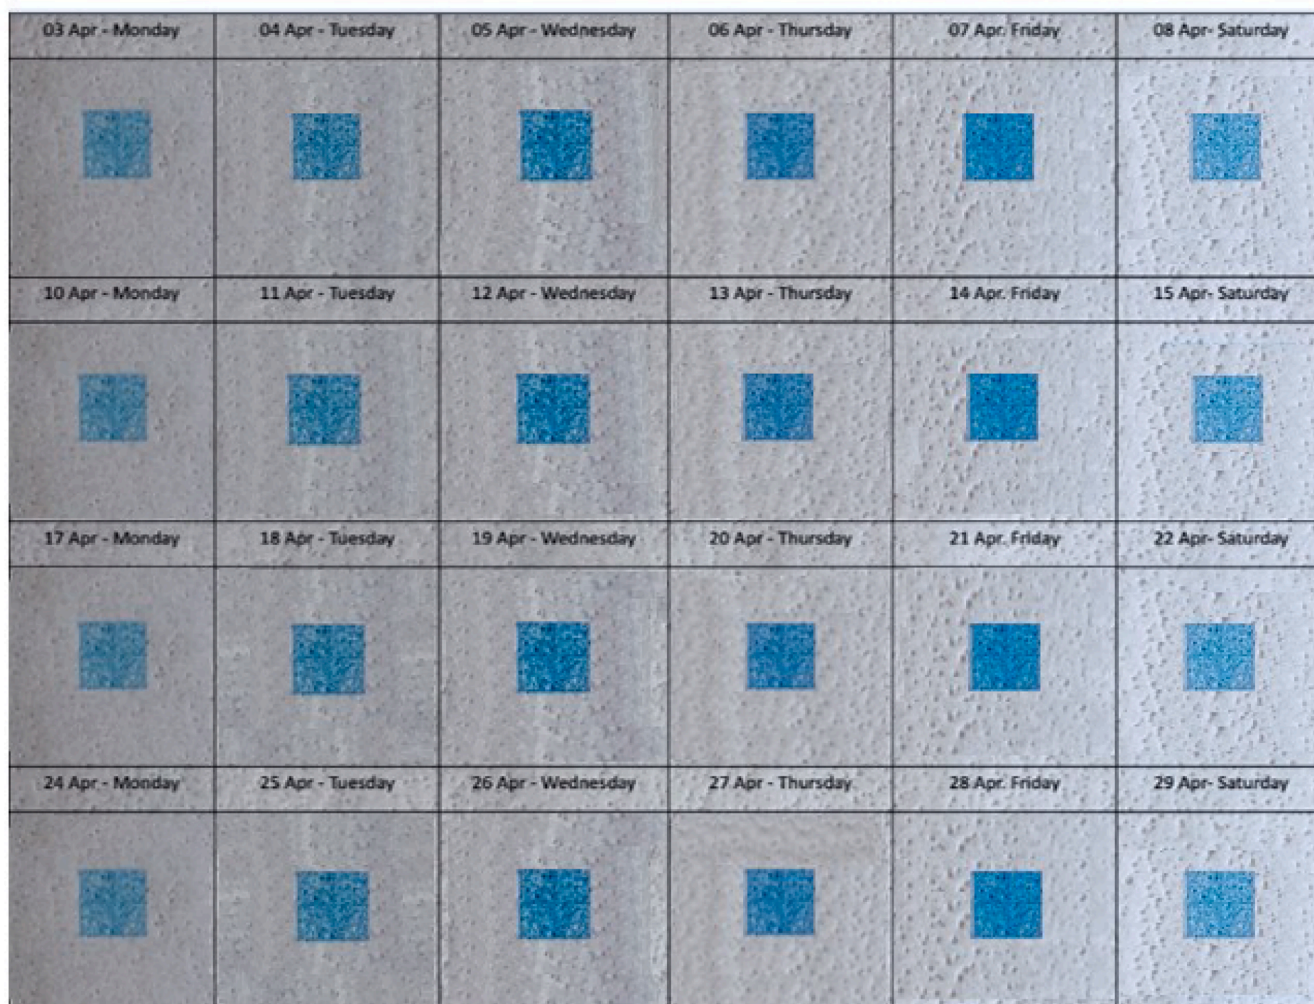 03 Apr - Monday 04 Apr - Tuesday 05 Apr - Wednesday 06 Apr - Thursday 07 Apr. Friday 08 Apr- Saturday
10 Apr - Monday 11 Apr - Tuesday 12 Apr - Wednesday 13 Apr - Thursday 14 Apr. Friday 15 Apr- Saturday
17 Apr - Monday 18 Apr - Tuesday 19 Apr - Wednesday 20 Apr - Thursday 21 Apr. Friday 22 Apr- Saturday
24 Apr - Monday 25 Apr - Tuesday 26 Apr - Wednesday 27 Apr - Thursday 28 Apr. Friday 29 Apr- Saturday